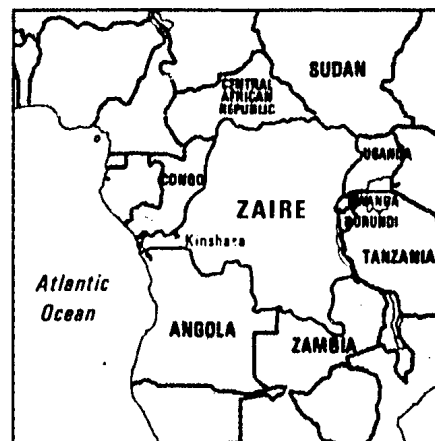 SUDAN
CENTRAL
AFRICAN
REPUBLIC
UGANDA
CONGO
ZAIRE
RWANDA
BURUNDI
Kinshasa
TANZANIA
Atlantic
Ocean
ANGOLA
ZAMBIA